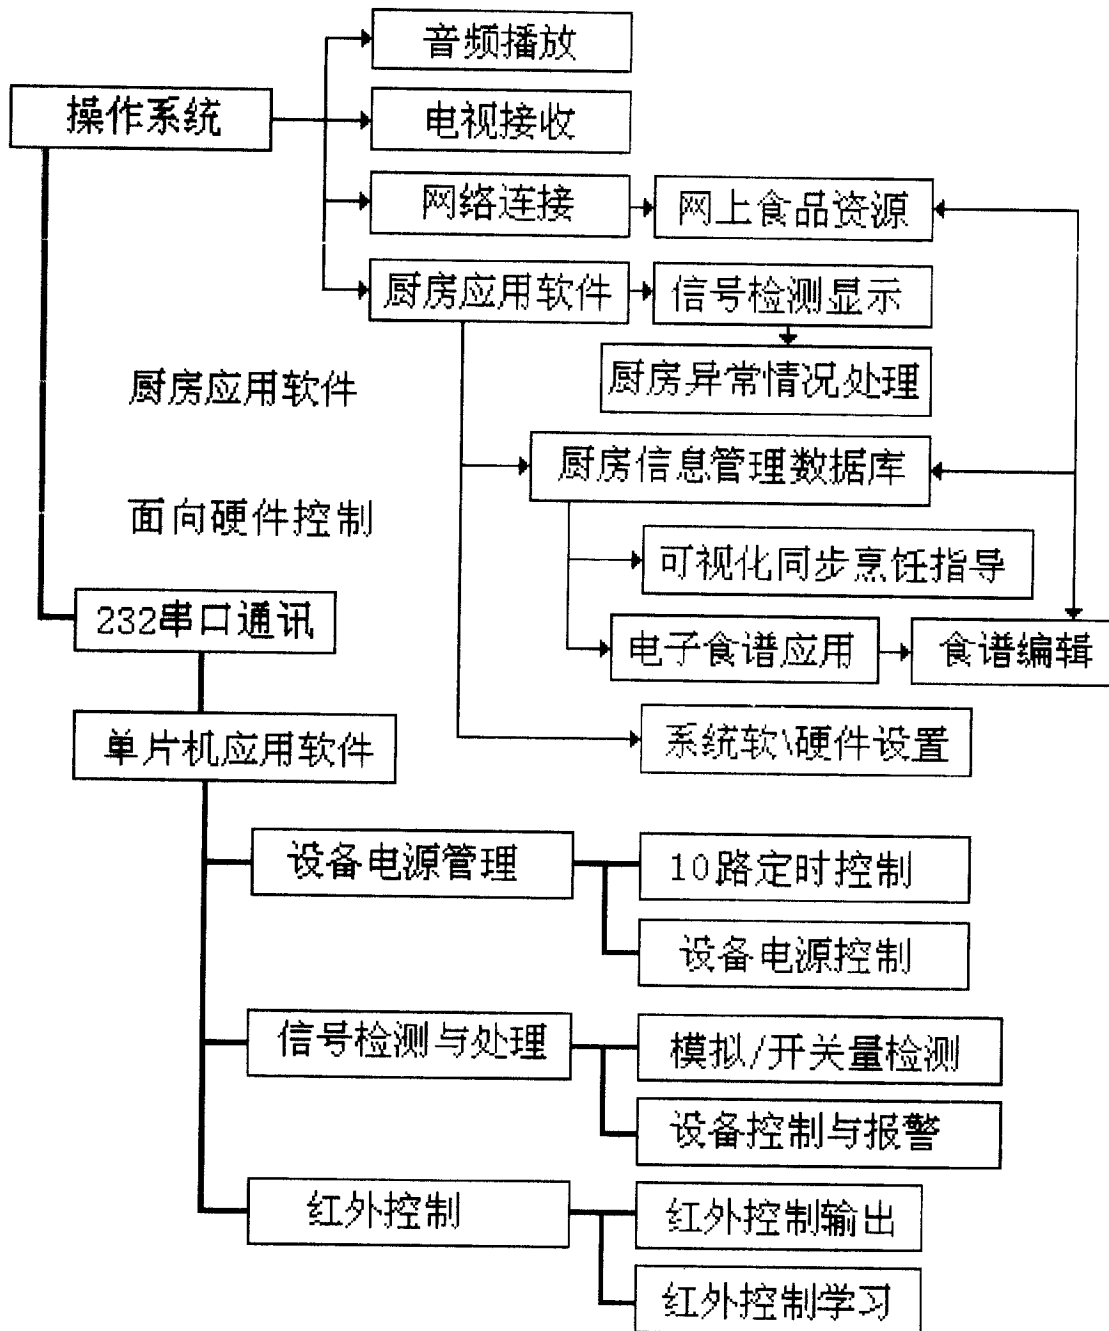 音频播放
操作系统
电视接收
网络连接
网上食品资源
厨房应用软件
信号检测显示
厨房应用软件
厨房异常情况处理
厨房信息管理数据库
面向硬件控制
可视化同步烹饪指导
232串口通讯
电子食谱应用
食谱编辑
单片机应用软件
系统软\硬件设置
设备电源管理
10路定时控制
设备电源控制
信号检测与处理
模拟/开关量检测
设备控制与报警
红外控制
红外控制输出
红外控制学习